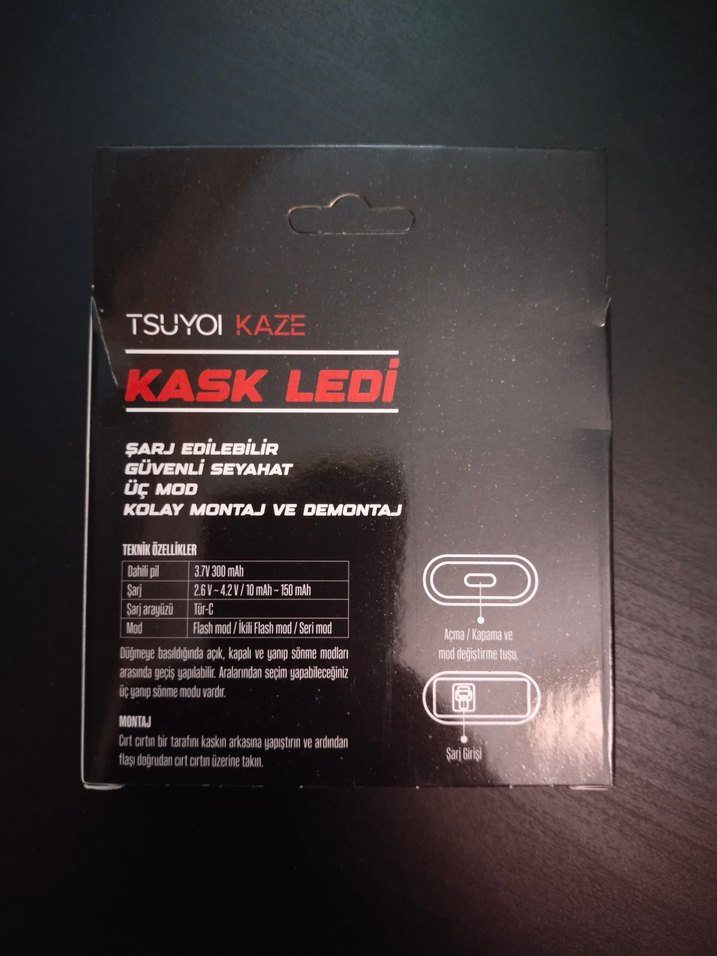 TSUYOI KAZE
KASK LEDİ
ŞARJ EDİLEBİLİR
GÜVENLİ SEYAHAT
ÜÇ MOD
KOLAY MONTAJ VE DEMONTAJ
TEKNİK ÖZELLİKLER
Dahili pil 3.7V 300 mAh
Şarj 2.6 V ~ 4.2 V / 10 mAh ~ 150 mAh
Şarj arayüzü Tür-C
Mod Flash mod / İkili Flash mod / Seri mod
Düğmeye basıldığında açık, kapalı ve yanıp sönme modları
arasında geçiş yapılabilir. Aralarından seçim yapabileceğiniz
üç yanıp sönme modu vardır.
MONTAJ
Cırt cırtın bir tarafını kaskın arkasına yapıştırın ve ardından
flaşı doğrudan cırt cırtın üzerine takın.
Açma / Kapama ve
mod değiştirme tuşu.
Şarj Girişi